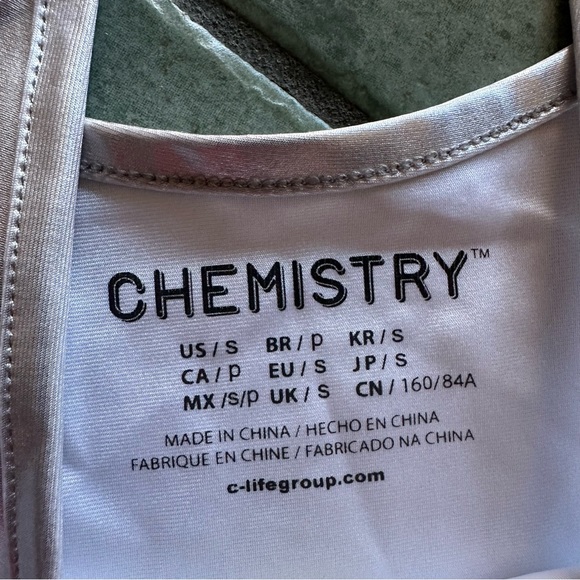 CHEMISTRY™
US / S BR / P KR / S
CA / P EU / S JP / S
MX /S/P UK / S CN / 160/84A
MADE IN CHINA / HECHO EN CHINA
FABRIQUE EN CHINE / FABRICADO NA CHINA
c-lifegroup.com